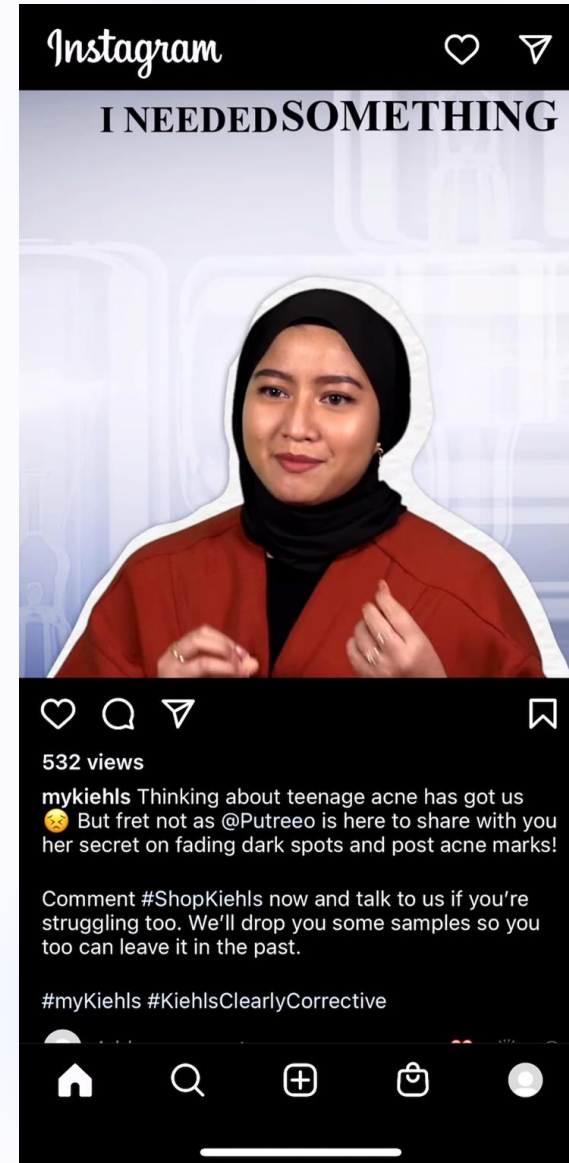 Instagram
I NEEDED SOMETHING
532 views
mykiehls Thinking about teenage acne has got us
😣 But fret not as @Putreeo is here to share with you
her secret on fading dark spots and post acne marks!
Comment #ShopKiehls now and talk to us if you’re
struggling too. We’ll drop you some samples so you
too can leave it in the past.
#myKiehls #KiehlsClearlyCorrective